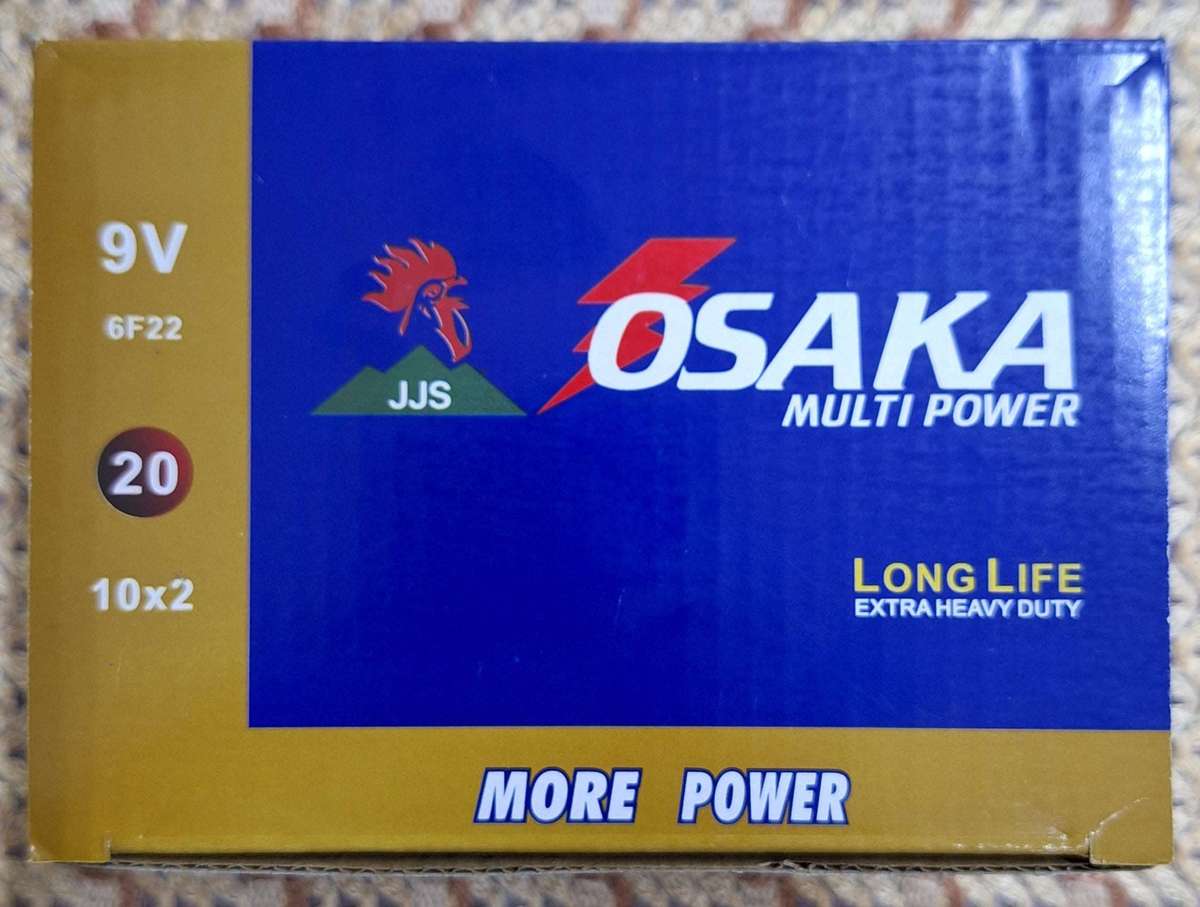 9V
6F22
20
10x2
JJS
OSAKA
MULTI POWER
LONG LIFE
EXTRA HEAVY DUTY
MORE POWER